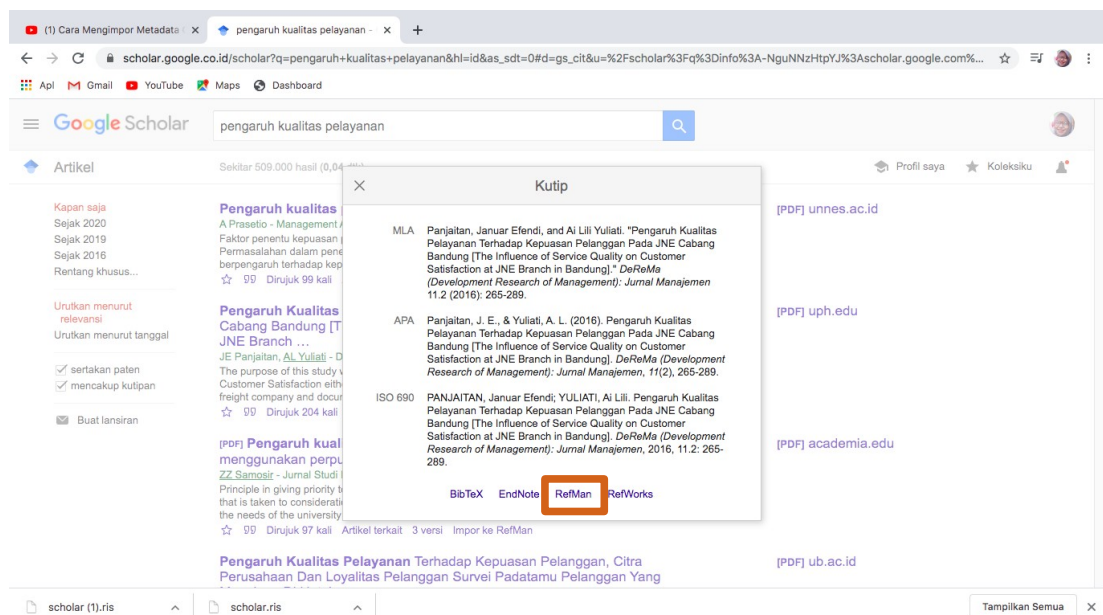 (1) Cara Mengimpor Metadata
pengaruh kualitas pelayanan -
scholar.google.co.id/scholar?q=pengaruh+kualitas+pelayanan&hl=id&as_sdt=0#d=gs_cit&u=%2Fscholar%3Fq%3Dinfo%3A-NguNNzHtpYJ%3Ascholar.google.com%...
Apl Gmail YouTube Maps Dashboard
Google Scholar
pengaruh kualitas pelayanan
Artikel
Sekitar 509.000 hasil (0,04
Profil saya Koleksiku
Kapan saja
Sejak 2020
Sejak 2019
Sejak 2016
Rentang khusus...
Urutkan menurut
relevansi
Urutkan menurut tanggal
sertakan paten
mencakup kutipan
Buat lansiran
Pengaruh kualitas
A Prasetio - Management
Faktor penentu kepuasan
Permasalahan dalam pene
berpengaruh terhadap kep
Dirujuk 99 kali
[PDF] unnes.ac.id
Pengaruh Kualitas
Cabang Bandung [T
JNE Branch ...
JE Panjaitan, AL Yuliati - D
The purpose of this study
Customer Satisfaction eith
freight company and docur
Dirujuk 204 kali
[PDF] uph.edu
[PDF] Pengaruh kual
menggunakan perpu
ZZ Samosir - Jurnal Studi
Principle in giving priority t
that is taken to considerati
the needs of the university
Dirujuk 97 kali Artikel terkait 3 versi Impor ke RefMan
[PDF] academia.edu
Pengaruh Kualitas Pelayanan Terhadap Kepuasan Pelanggan, Citra
Perusahaan Dan Loyalitas Pelanggan Survei Padatamu Pelanggan Yang
[PDF] ub.ac.id
Kutip
MLA Panjaitan, Januar Efendi, and Ai Lili Yuliati. "Pengaruh Kualitas
Pelayanan Terhadap Kepuasan Pelanggan Pada JNE Cabang
Bandung [The Influence of Service Quality on Customer
Satisfaction at JNE Branch in Bandung]." DeReMa
(Development Research of Management): Jurnal Manajemen
11.2 (2016): 265-289.
APA Panjaitan, J. E., & Yuliati, A. L. (2016). Pengaruh Kualitas
Pelayanan Terhadap Kepuasan Pelanggan Pada JNE Cabang
Bandung [The Influence of Service Quality on Customer
Satisfaction at JNE Branch in Bandung]. DeReMa (Development
Research of Management): Jurnal Manajemen, 11(2), 265-289.
ISO 690 PANJAITAN, Januar Efendi; YULIATI, Ai Lili. Pengaruh Kualitas
Pelayanan Terhadap Kepuasan Pelanggan Pada JNE Cabang
Bandung [The Influence of Service Quality on Customer
Satisfaction at JNE Branch in Bandung]. DeReMa (Development
Research of Management): Jurnal Manajemen, 2016, 11.2: 265-
289.
BibTeX EndNote RefMan RefWorks
scholar (1).ris
scholar.ris
Tampilkan Semua